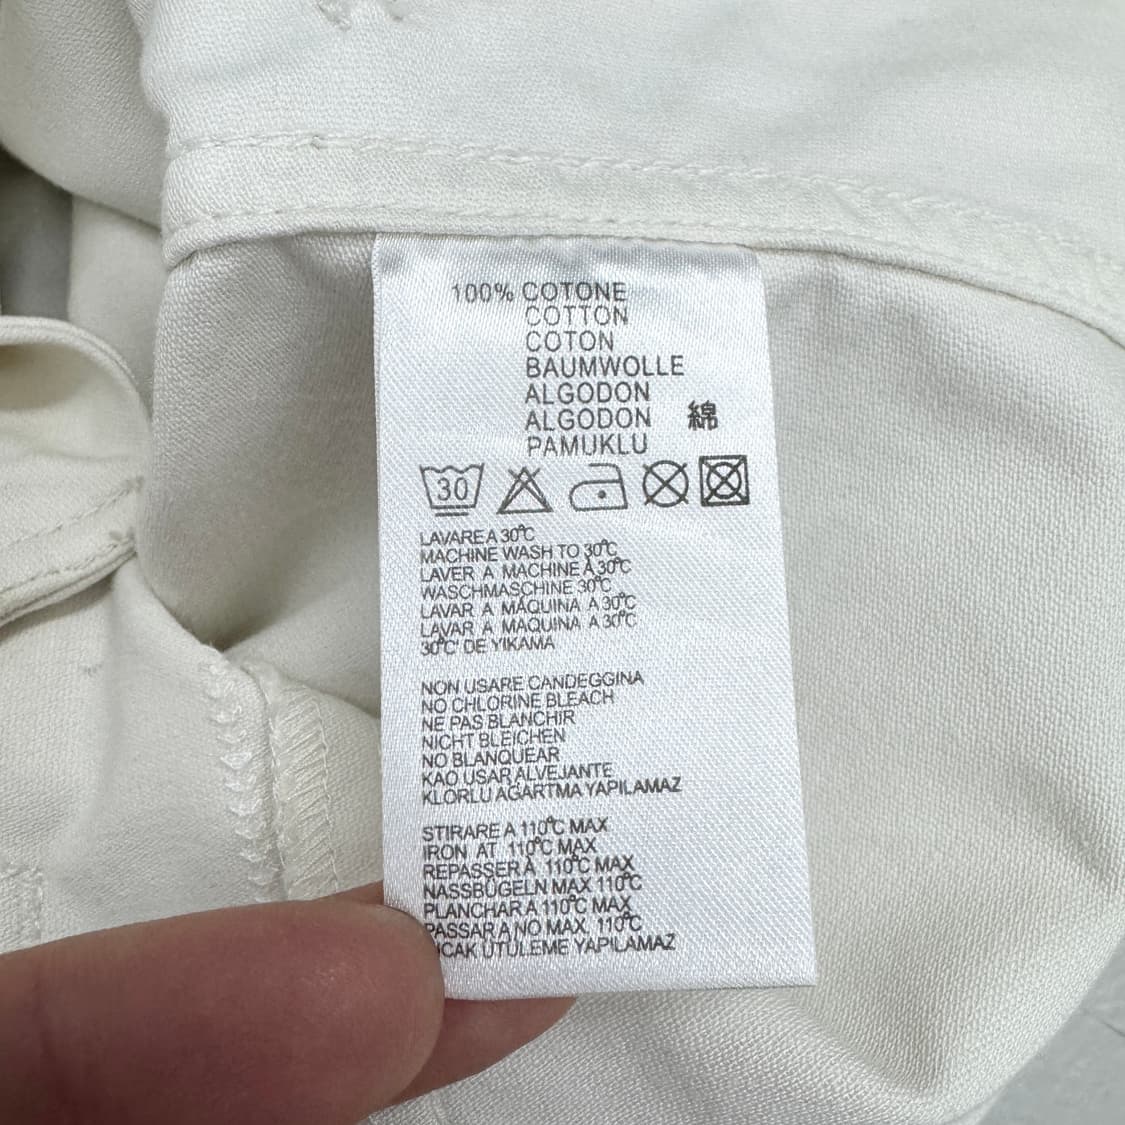 100% COTONE
COTTON
COTON
BAUMWOLLE
ALGODON
ALGODON 綿
PAMUKLU
30
LAVARE A 30°C
MACHINE WASH TO 30°C
LAVER A MACHINE À 30°C
WASCHMASCHINE 30°C
LAVAR A MÁQUINA A 30°C
LAVAR A MAQUINA A 30°C
30°C' DE YIKAMA
NON USARE CANDEGGINA
NO CHLORINE BLEACH
NE PAS BLANCHIR
NICHT BLEICHEN
NO BLANQUEAR
KAO USAR ALVEJANTE
KLORLU AĞARTMA YAPILAMAZ
STIRARE A 110°C MAX
IRON AT 110°C MAX
REPASSER À 110°C MAX
NASSBÜGELN MAX 110°C
PLANCHAR A 110°C MAX
PASSAR A NO MAX. 110°C
ÜTÜLEME YAPILAMAZ